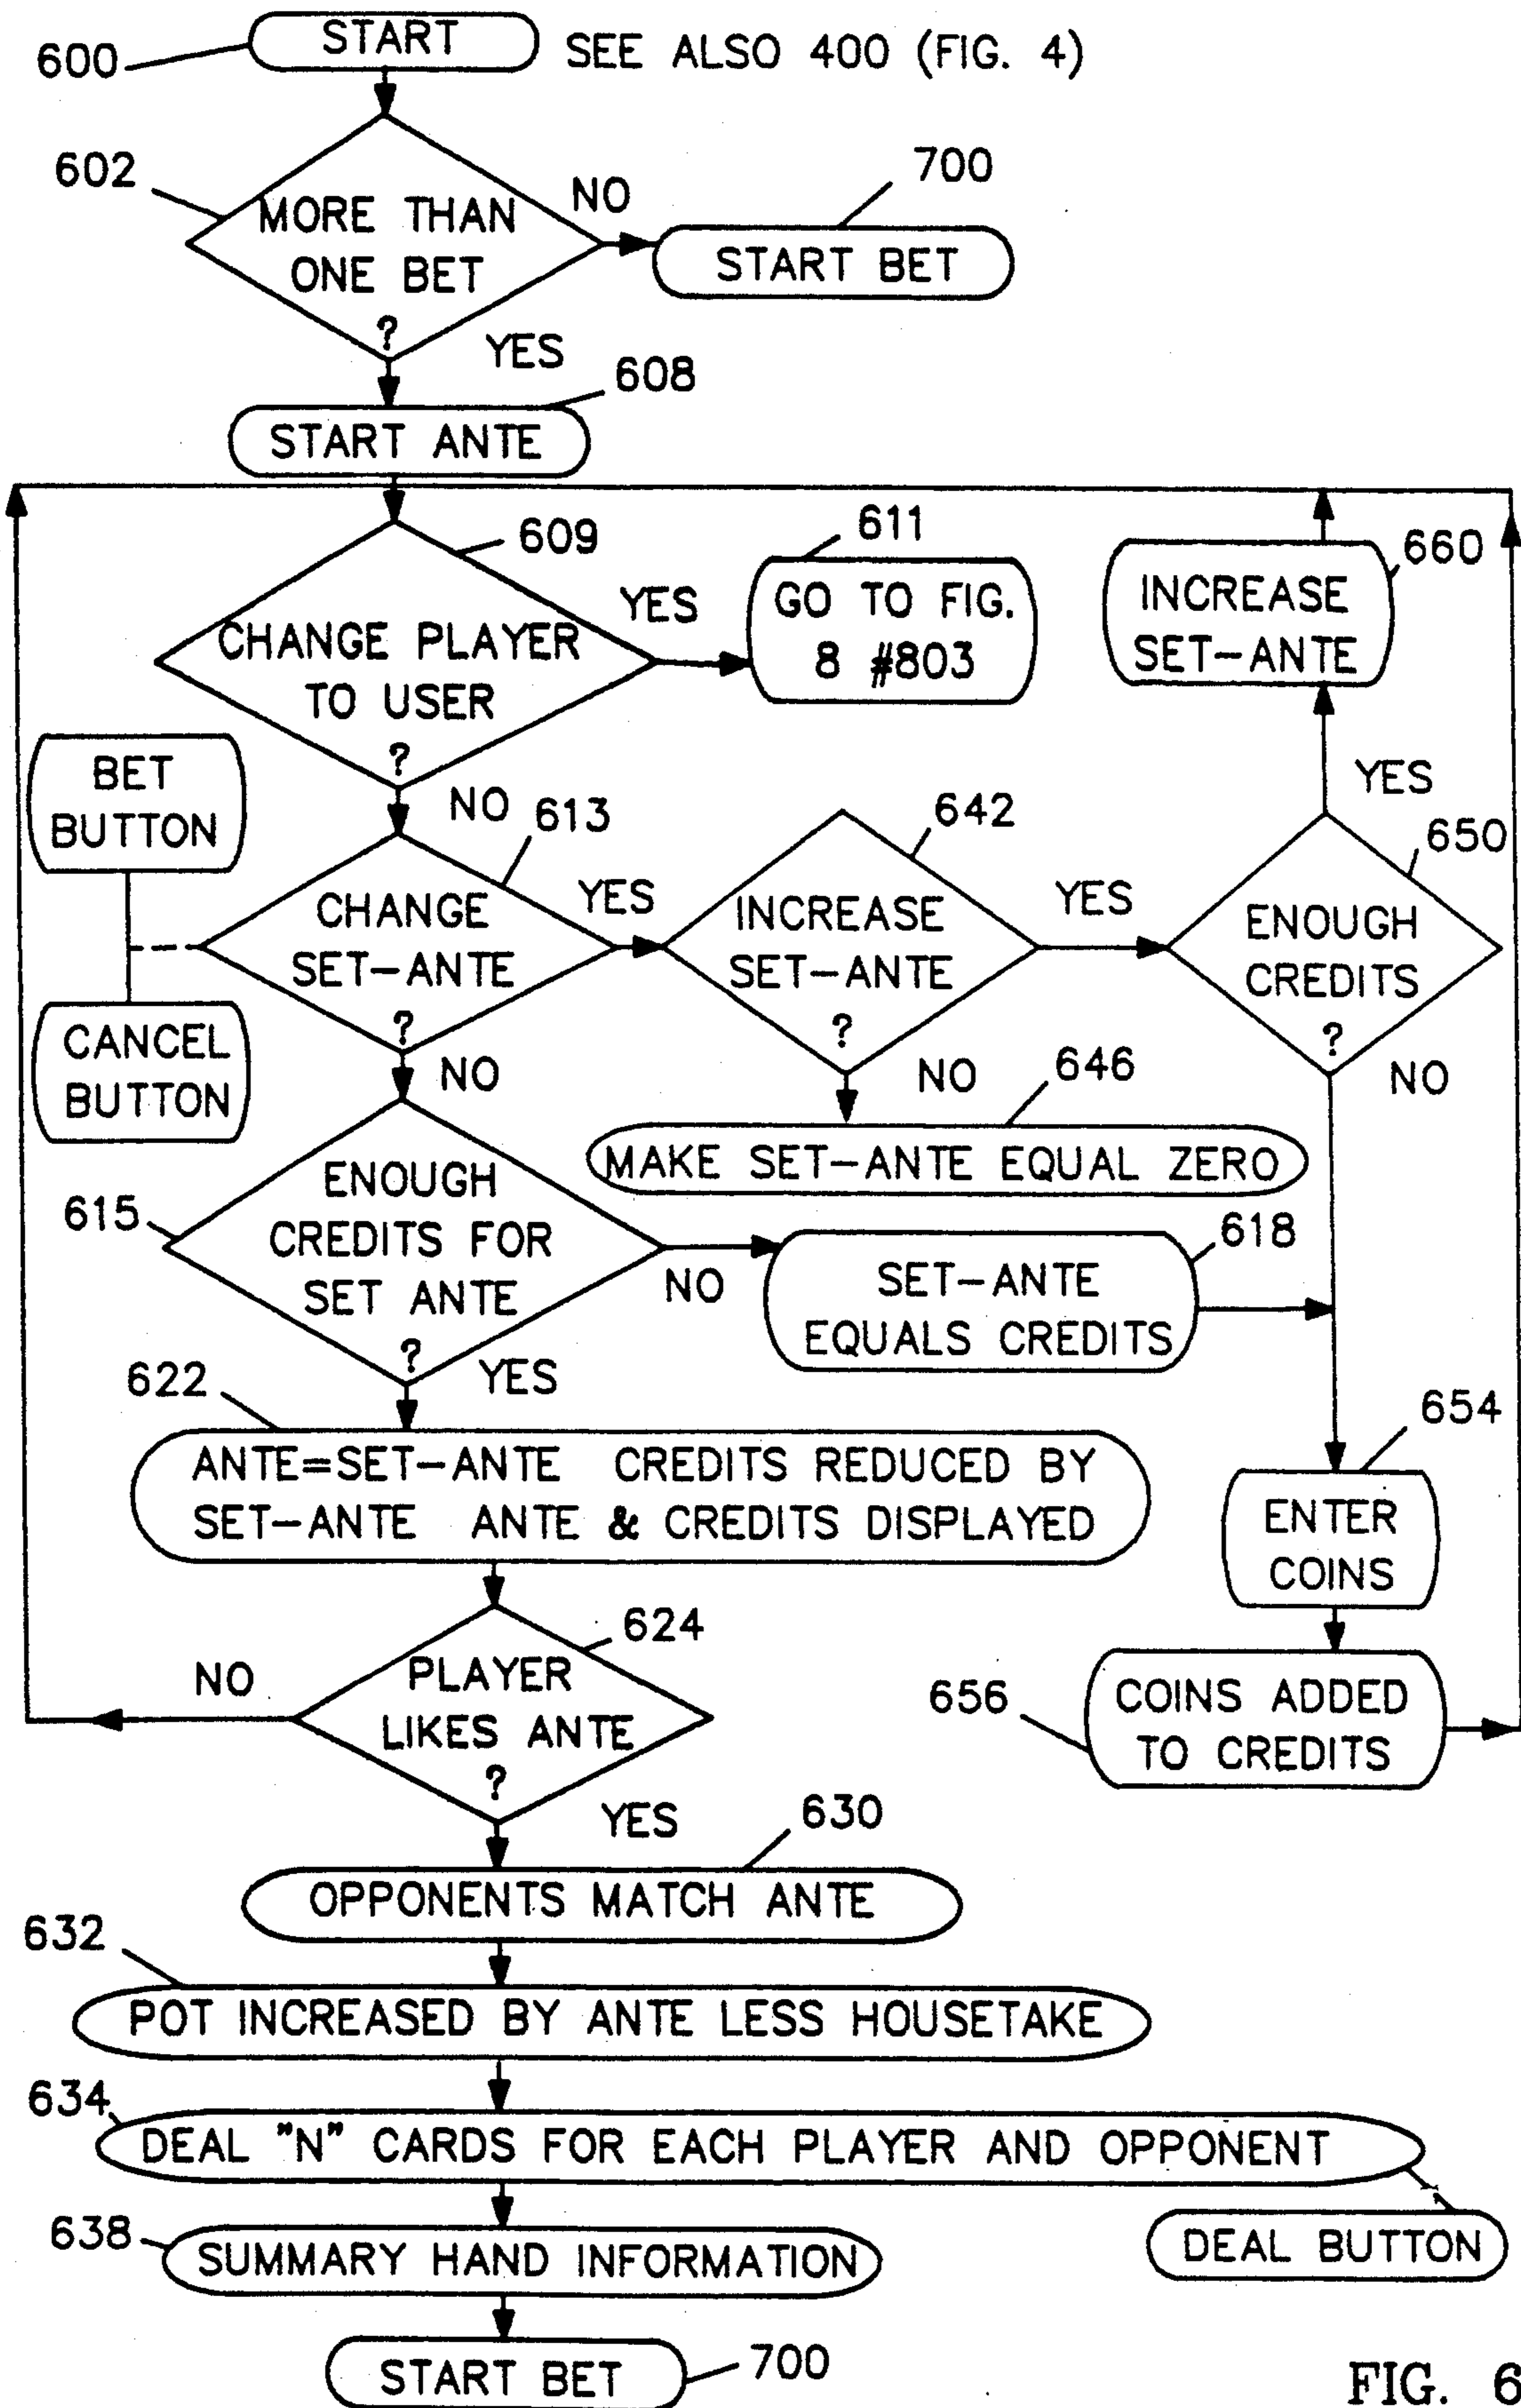 600
START
SEE ALSO 400 (FIG. 4)
602
MORE THAN
ONE BET
?
NO
700
START BET
YES
608
START ANTE
609
CHANGE PLAYER
TO USER
?
YES
611
GO TO FIG.
8 #803
660
INCREASE
SET-ANTE
BET
BUTTON
CANCEL
BUTTON
NO
613
CHANGE
SET-ANTE
?
YES
642
INCREASE
SET-ANTE
?
YES
YES
650
ENOUGH
CREDITS
?
NO
NO
NO
646
MAKE SET-ANTE EQUAL ZERO
615
ENOUGH
CREDITS FOR
SET ANTE
?
NO
618
SET-ANTE
EQUALS CREDITS
YES
622
ANTE=SET-ANTE CREDITS REDUCED BY
SET-ANTE ANTE & CREDITS DISPLAYED
654
ENTER
COINS
624
PLAYER
LIKES ANTE
?
NO
656
COINS ADDED
TO CREDITS
YES
630
OPPONENTS MATCH ANTE
632
POT INCREASED BY ANTE LESS HOUSETAKE
634
DEAL "N" CARDS FOR EACH PLAYER AND OPPONENT
DEAL BUTTON
638
SUMMARY HAND INFORMATION
START BET
700
FIG. 6